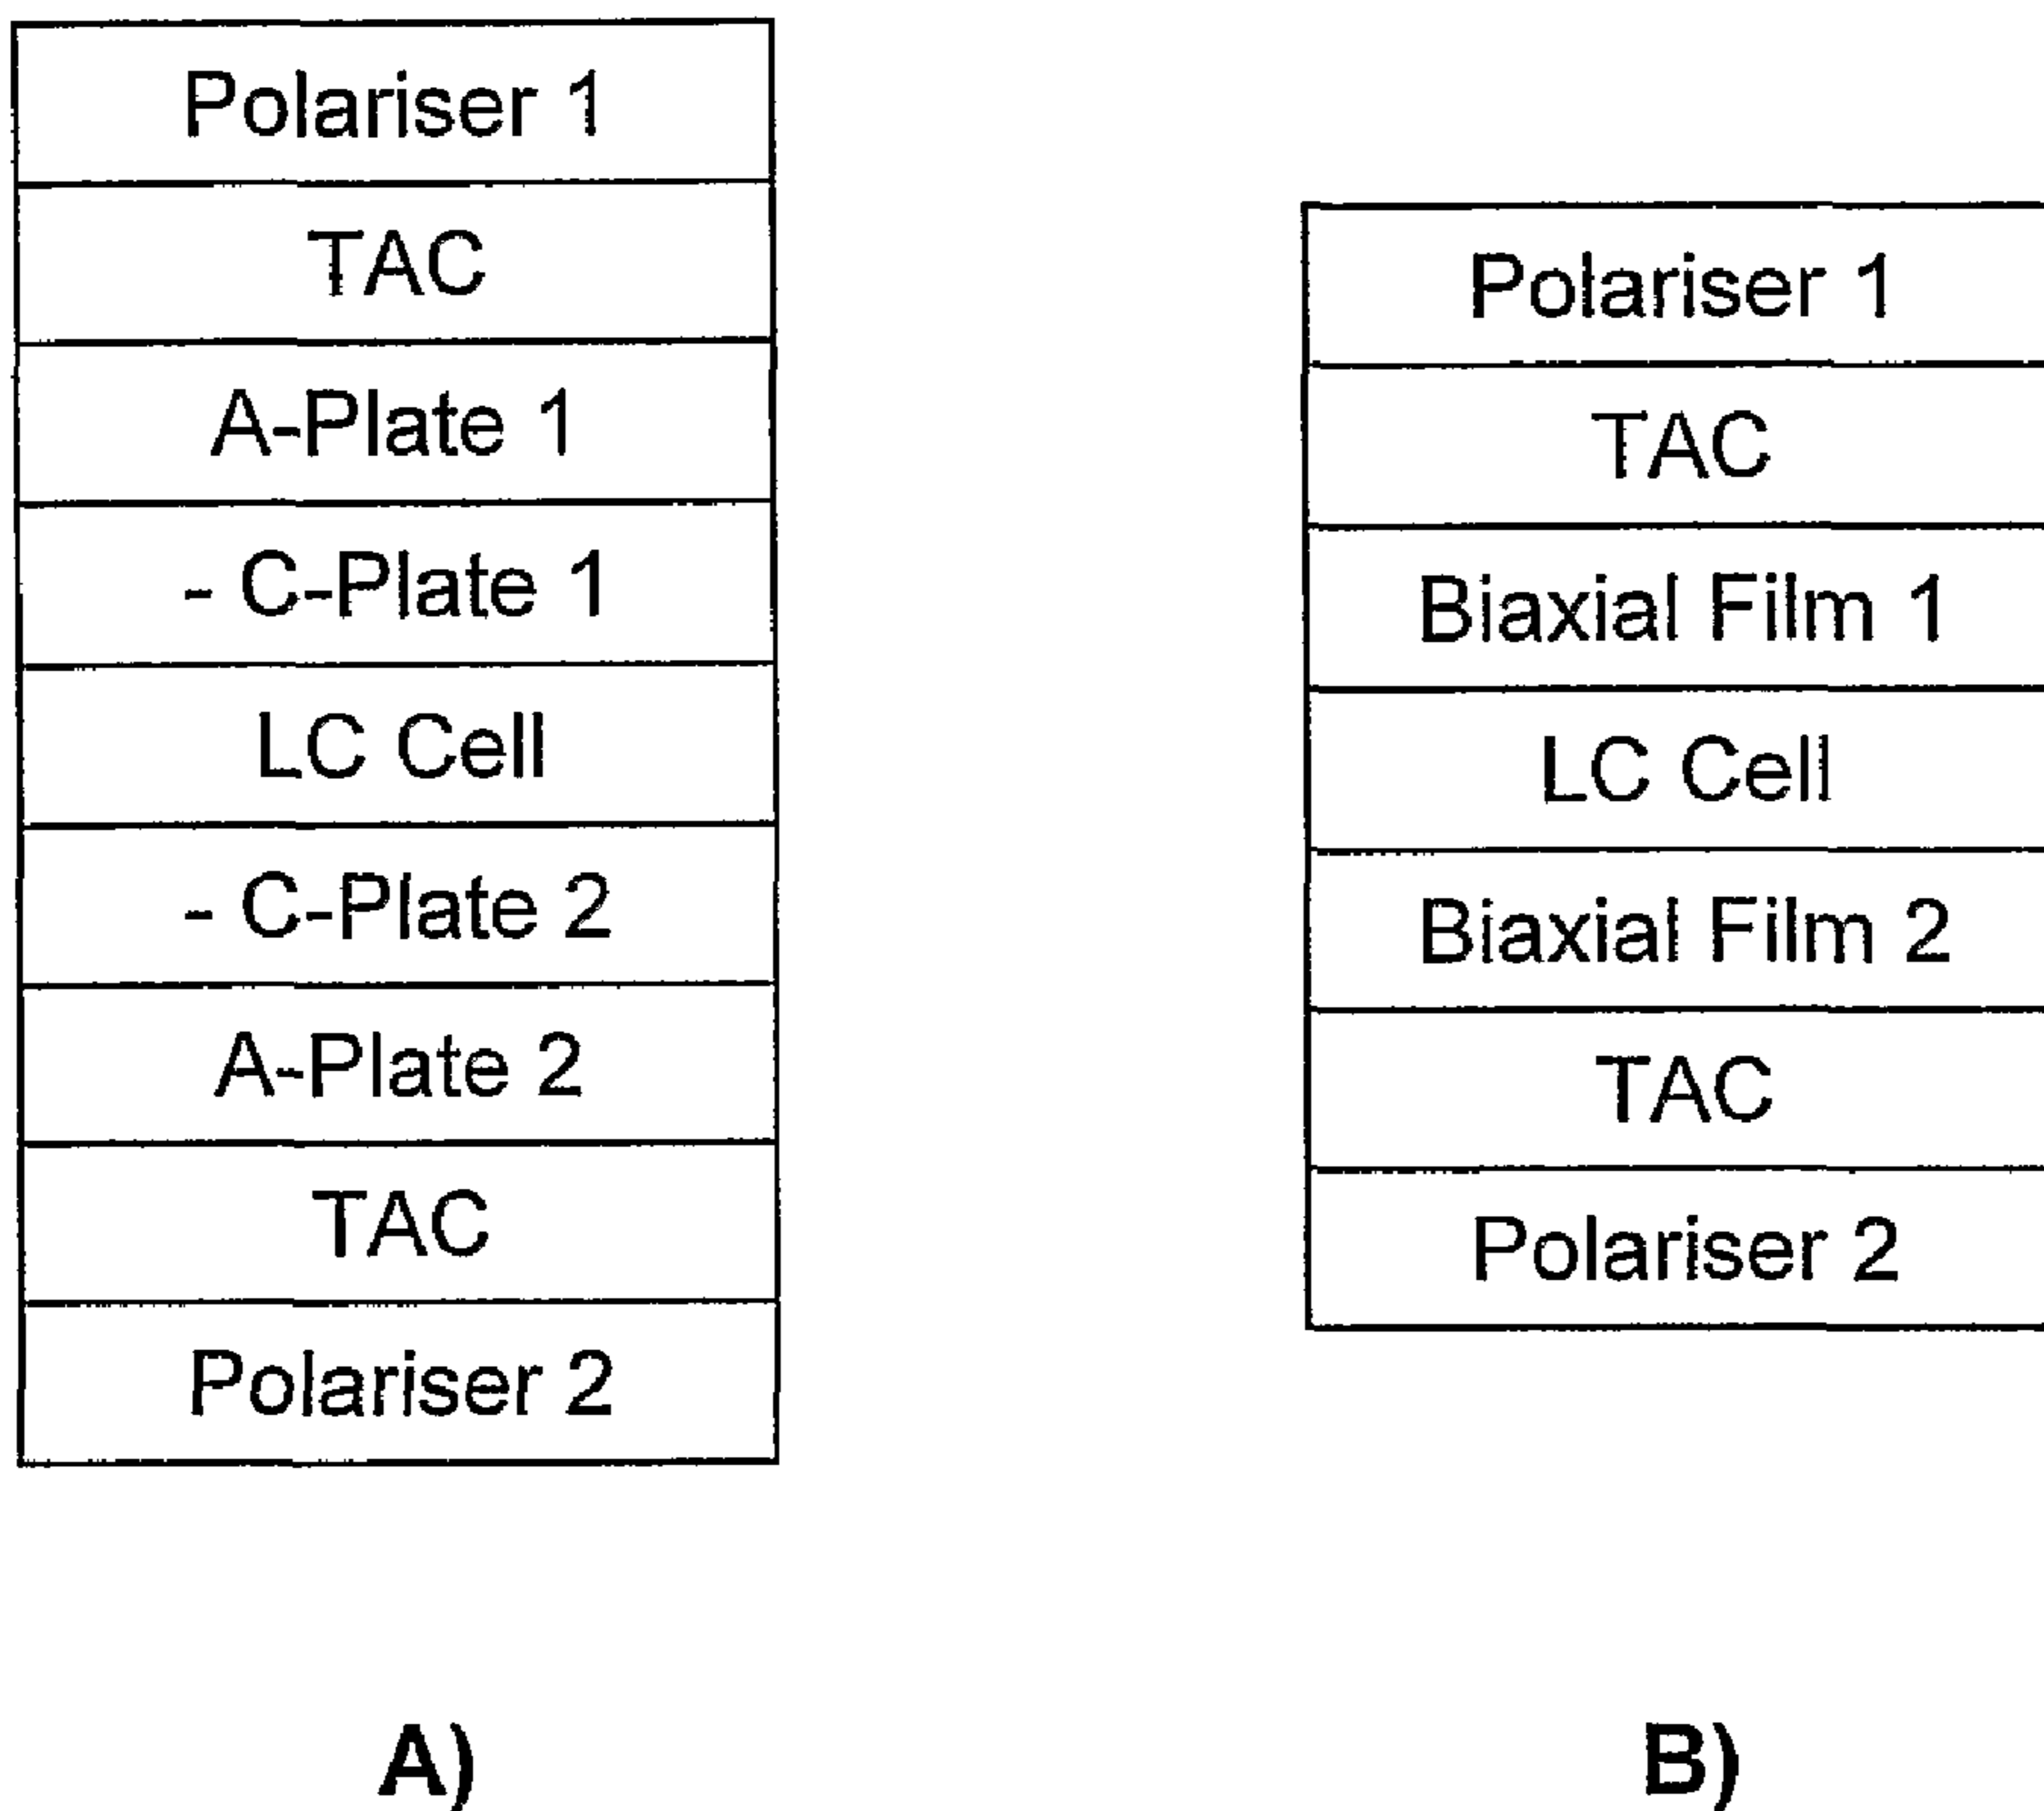 Polariser 1
TAC
A-Plate 1
- C-Plate 1
LC Cell
- C-Plate 2
A-Plate 2
TAC
Polariser 2
A)
Polariser 1
TAC
Biaxial Film 1
LC Cell
Biaxial Film 2
TAC
Polariser 2
B)